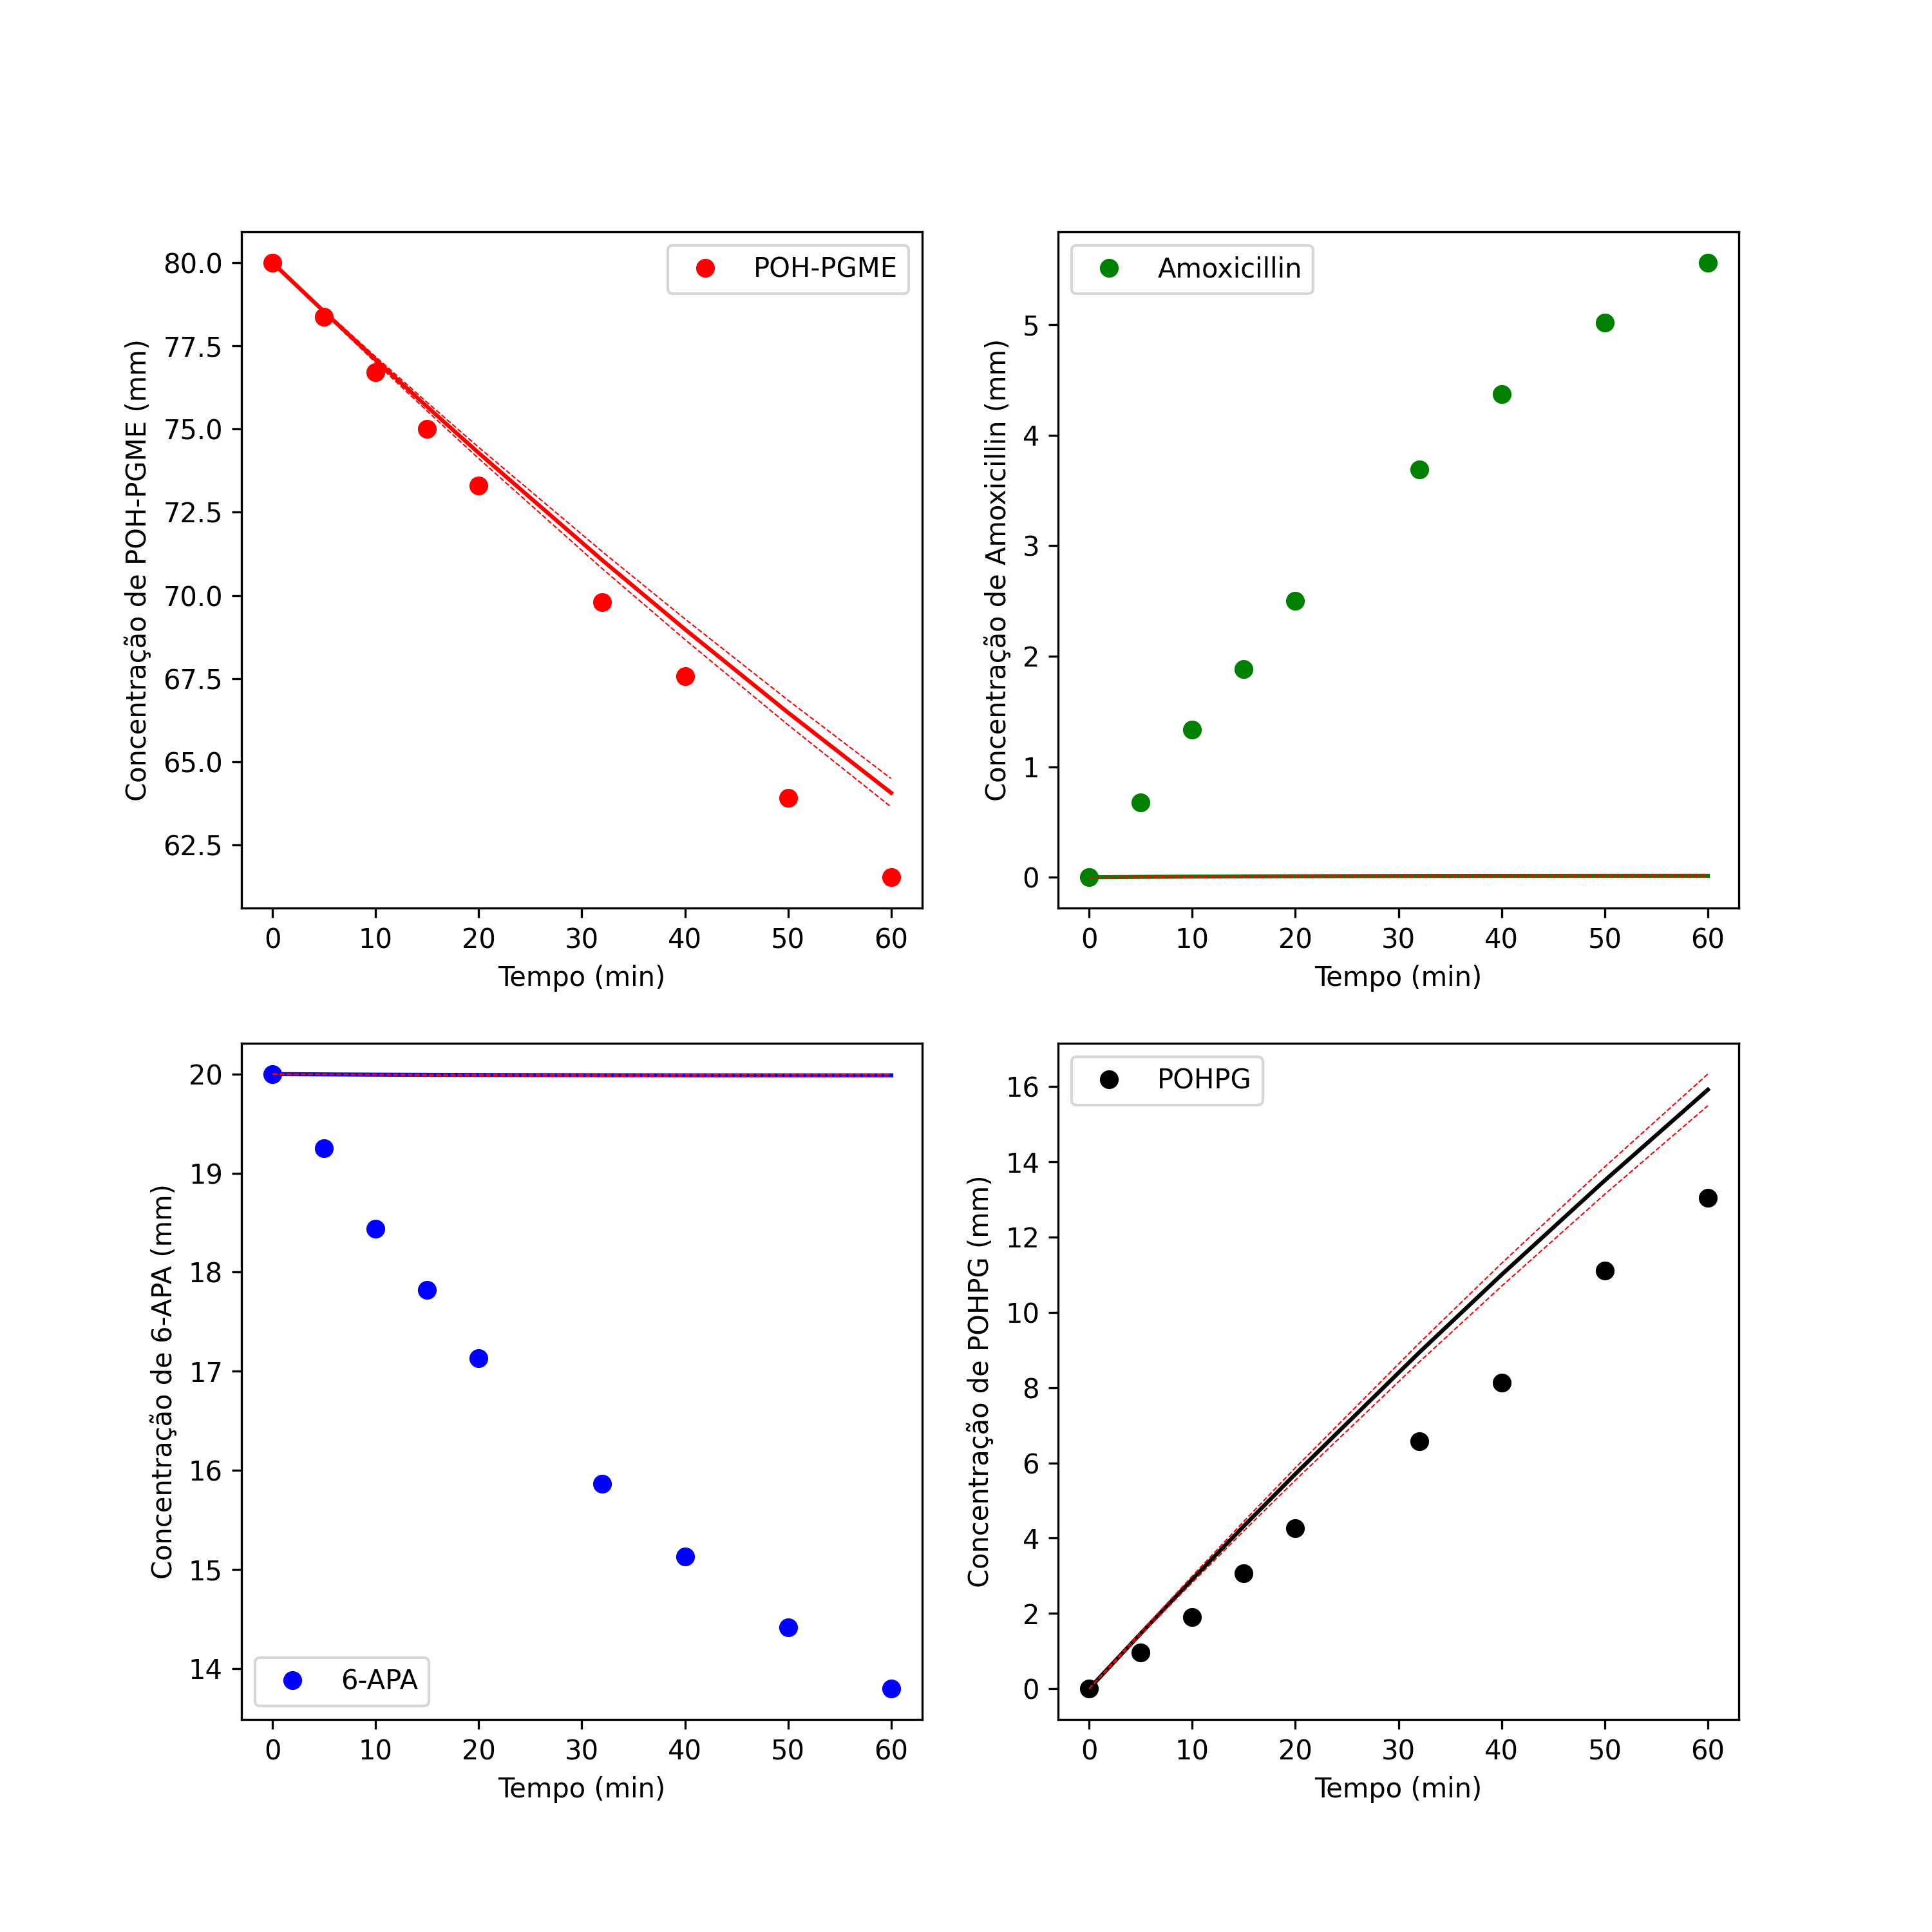 80.0
77.5
75.0
72.5
70.0
67.5
65.0
62.5
Concentração de POH-PGME (mm)
POH-PGME
0 10 20 30 40 50 60
Tempo (min)
5
4
3
2
1
0
Concentração de Amoxicillin (mm)
Amoxicillin
0 10 20 30 40 50 60
Tempo (min)
20
19
18
17
16
15
14
Concentração de 6-APA (mm)
6-APA
0 10 20 30 40 50 60
Tempo (min)
16
14
12
10
8
6
4
2
0
Concentração de POHPG (mm)
POHPG
0 10 20 30 40 50 60
Tempo (min)